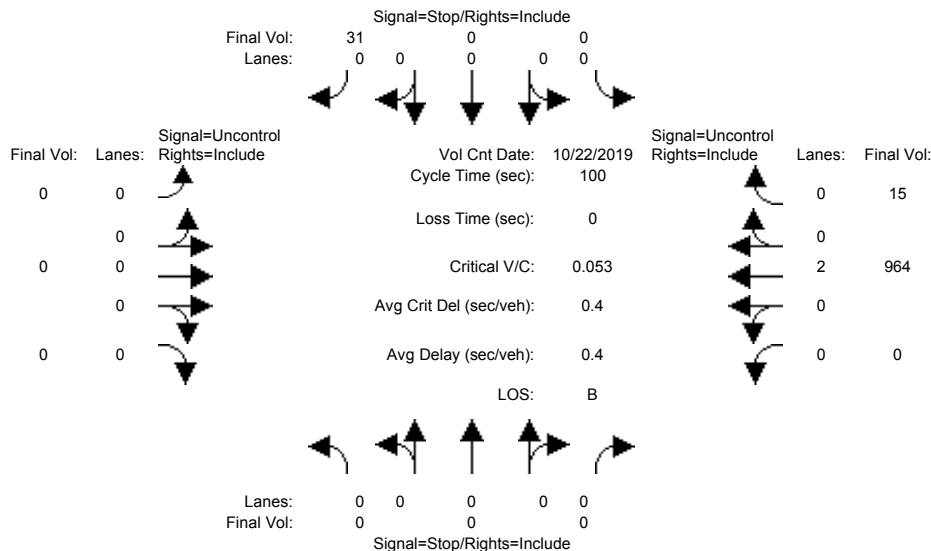 Signal=Stop/Rights=Include
Final Vol: 31 0 0
Lanes: 0 0 0 0 0
Signal=Uncontrol Signal=Uncontrol
Final Vol: Lanes: Rights=Include Vol Cnt Date: 10/22/2019 Rights=Include Lanes: Final Vol:
Cycle Time (sec): 100
0 0 0 15
Loss Time (sec): 0
0 0
0 0 Critical V/C: 0.053 2 964
0 Avg Crit Del (sec/veh): 0.4 0
0 0 Avg Delay (sec/veh): 0.4 0 0
LOS: B
Lanes: 0 0 0 0 0
Final Vol: 0 0 0
Signal=Stop/Rights=Include